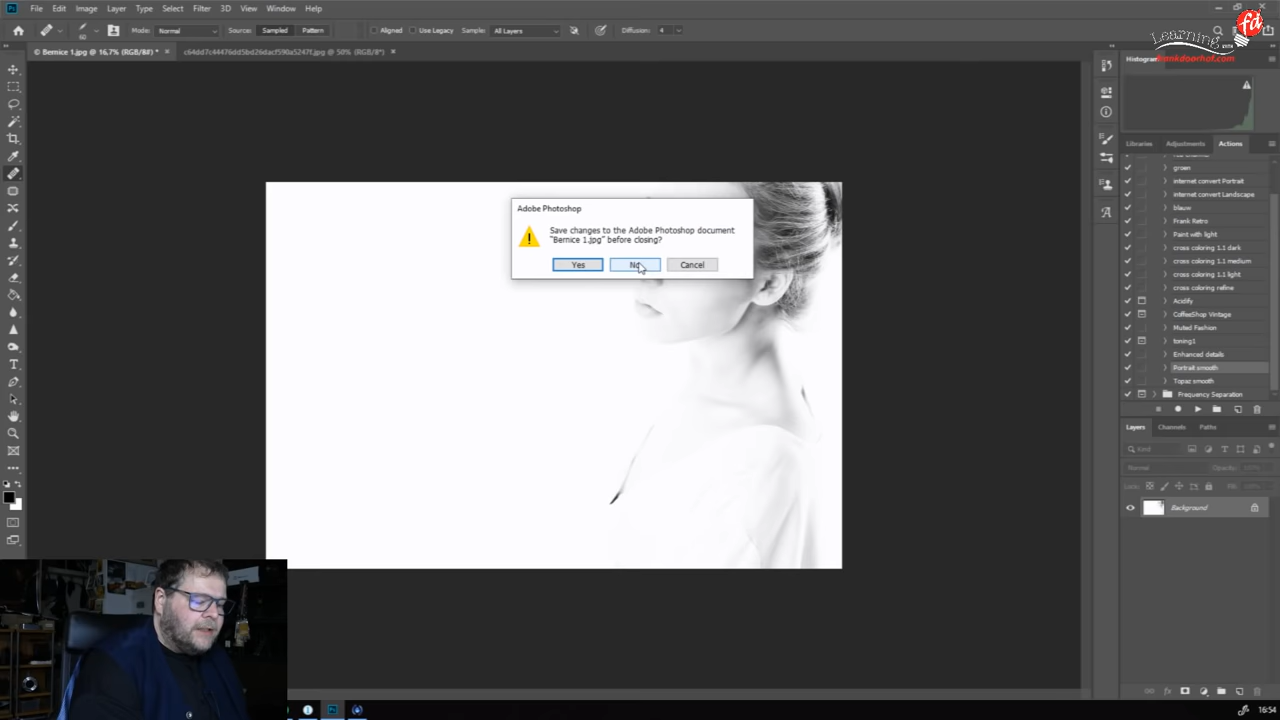 Ps File Edit Image Layer Type Select Filter 3D View Window Help
60 Mode: Normal Source: Sampled Pattern Aligned Use Legacy Sample: All Layers Diffusion: 4
fd
Learning
frankdoorhof.com
© Bernice 1.jpg @ 16,7% (RGB/8#) * × c64dd7c44476dd5bd26dacf590a5247f.jpg @ 50% (RGB/8*) ×
Histogram
Libraries Adjustments Actions
groen
internet convert Portrait
internet convert Landscape
blauw
Frank Retro
Paint with light
cross coloring 1.1 dark
cross coloring 1.1 medium
cross coloring 1.1 light
cross coloring refine
Acidify
CoffeeShop Vintage
Muted Fashion
toning1
Enhanced details
Portrait smooth
Topaz smooth
Frequency Separation
Adobe Photoshop
Save changes to the Adobe Photoshop document
"Bernice 1.jpg" before closing?
Yes No Cancel
Layers Channels Paths
Kind
Normal Opacity:
Lock: Fill:
Background
fx
Ps
16:54